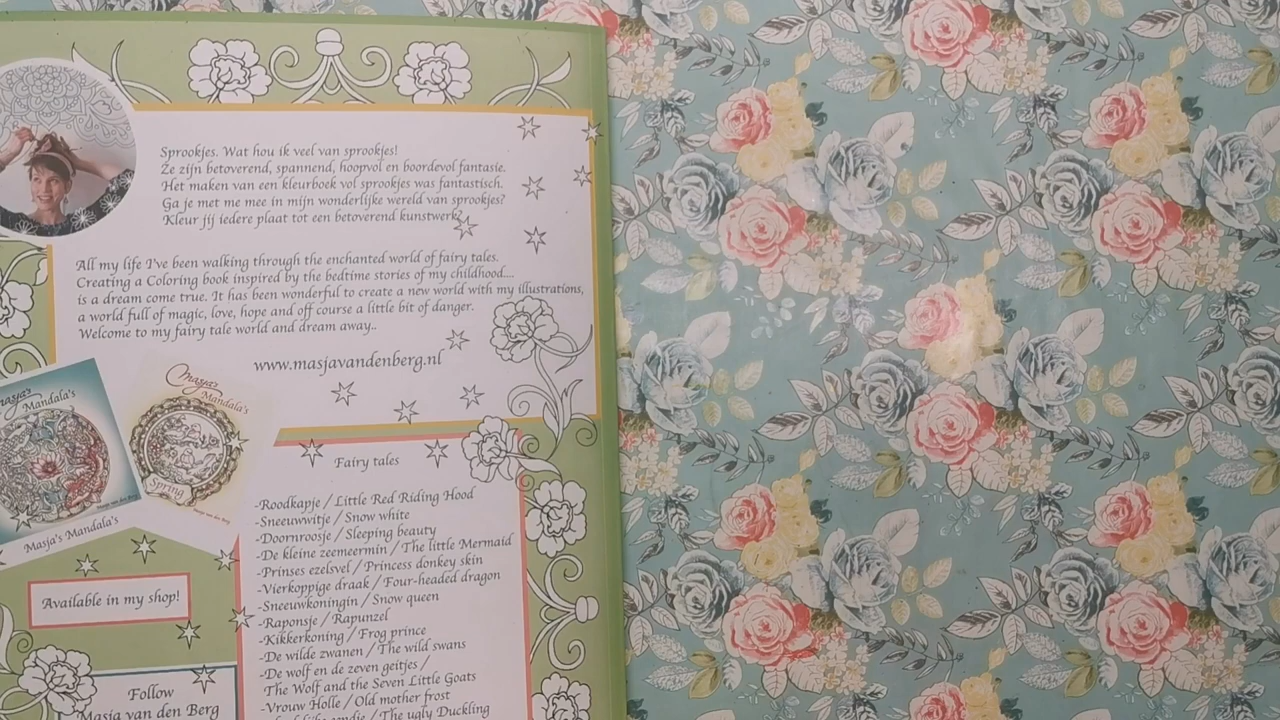 Sprookjes. Wat hou ik veel van sprookjes!
Ze zijn betoverend, spannend, hoopvol en boordevol fantasie.
Het maken van een kleurboek vol sprookjes was fantastisch.
Ga je met me mee in mijn wonderlijke wereld van sprookjes?
Kleur jij iedere plaat tot een betoverend kunstwerk?
All my life I've been walking through the enchanted world of fairy tales.
Creating a Coloring book inspired by the bedtime stories of my childhood....
is a dream come true. It has been wonderful to create a new world with my illustrations,
a world full of magic, love, hope and off course a little bit of danger.
Welcome to my fairy tale world and dream away..
www.masjavandenberg.nl
Masja's
Mandala's
Masja's
Mandala's
Spring
Masja van den Berg
Masja's Mandala's
Available in my shop!
Follow
Masja van den Berg
Fairy tales
-Roodkapje / Little Red Riding Hood
-Sneeuwwitje / Snow white
-Doornroosje / Sleeping beauty
-De kleine zeemeermin / The little Mermaid
-Prinses ezelsvel / Princess donkey skin
-Vierkoppige draak / Four-headed dragon
-Sneeuwkoningin / Snow queen
-Raponsje / Rapunzel
-Kikkerkoning / Frog prince
-De wilde zwanen / The wild swans
-De wolf en de zeven geitjes /
The Wolf and the Seven Little Goats
-Vrouw Holle / Old mother frost
/ The ugly Duckling